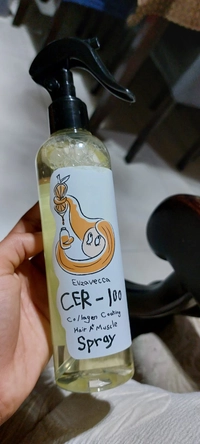 Elizavecca
CER-100
Collagen Coating
Hair A+ Muscle
Spray